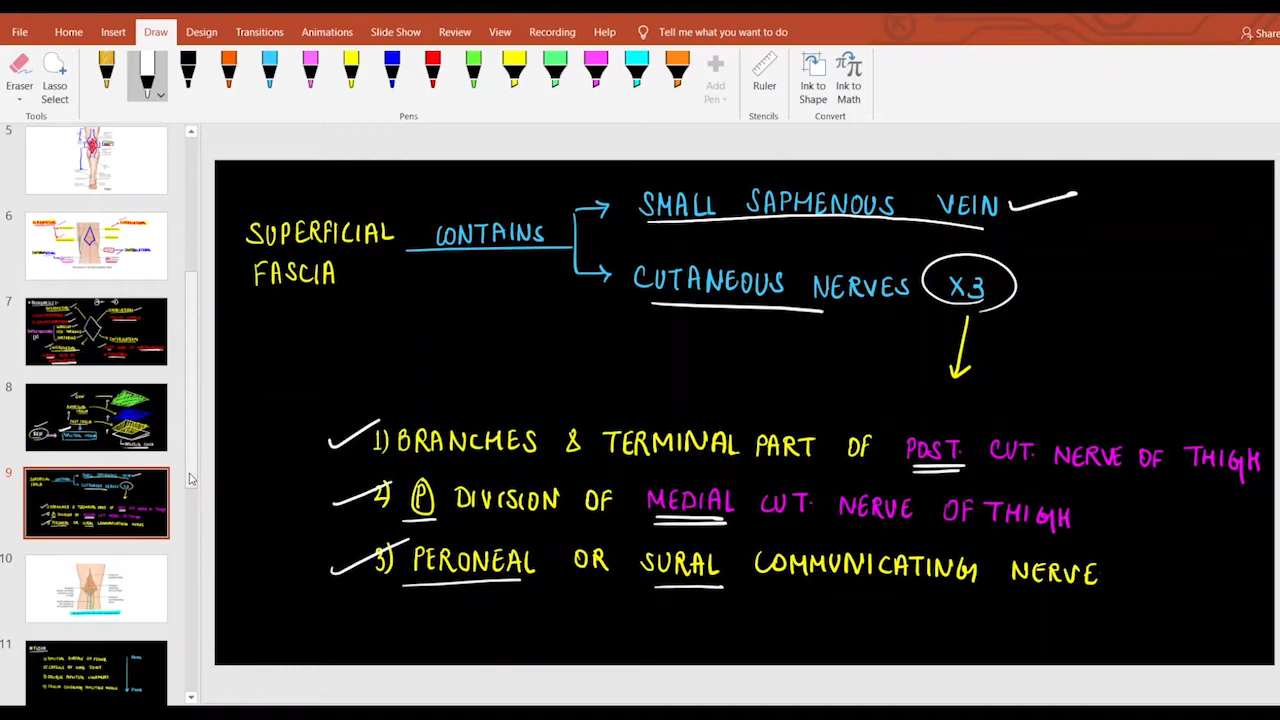 File Home Insert Draw Design Transitions Animations Slide Show Review View Recording Help Tell me what you want to do Share
Eraser Lasso Select Add Pen Ruler Ink to Shape Ink to Math
Tools Pens Stencils Convert
5
6
7
8
9
10
11
SMALL SAPHENOUS VEIN
SUPERFICIAL CONTAINS
FASCIA
CUTANEOUS NERVES X3
1) BRANCHES & TERMINAL PART OF POST. CUT. NERVE OF THIGH
2) P DIVISION OF MEDIAL CUT. NERVE OF THIGH
3) PERONEAL OR SURAL COMMUNICATING NERVE